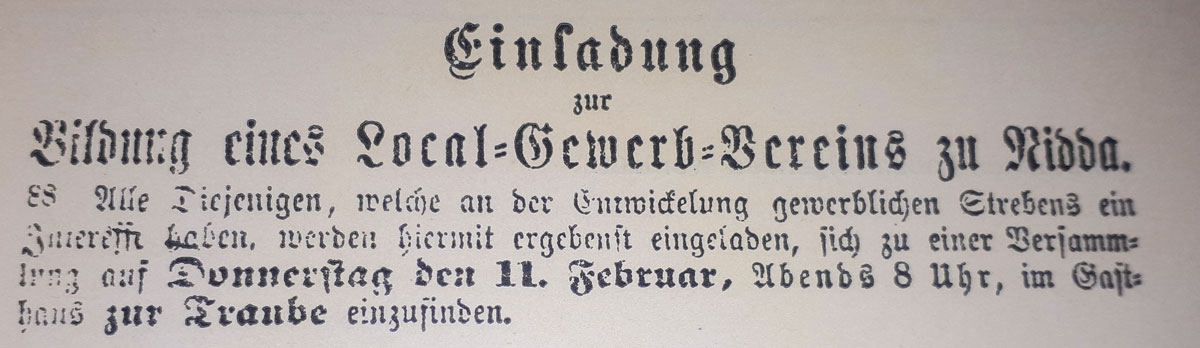 Einladung
zur
Bildung eines Local-Gewerb-Vereins zu Nidda.
88 Alle Diejenigen, welche an der Entwickelung gewerblichen Strebens ein
Interesse haben, werden hiermit ergebenst eingeladen, sich zu einer Versamm-
lung auf Donnerstag den 11. Februar, Abends 8 Uhr, im Gast-
haus zur Traube einzufinden.